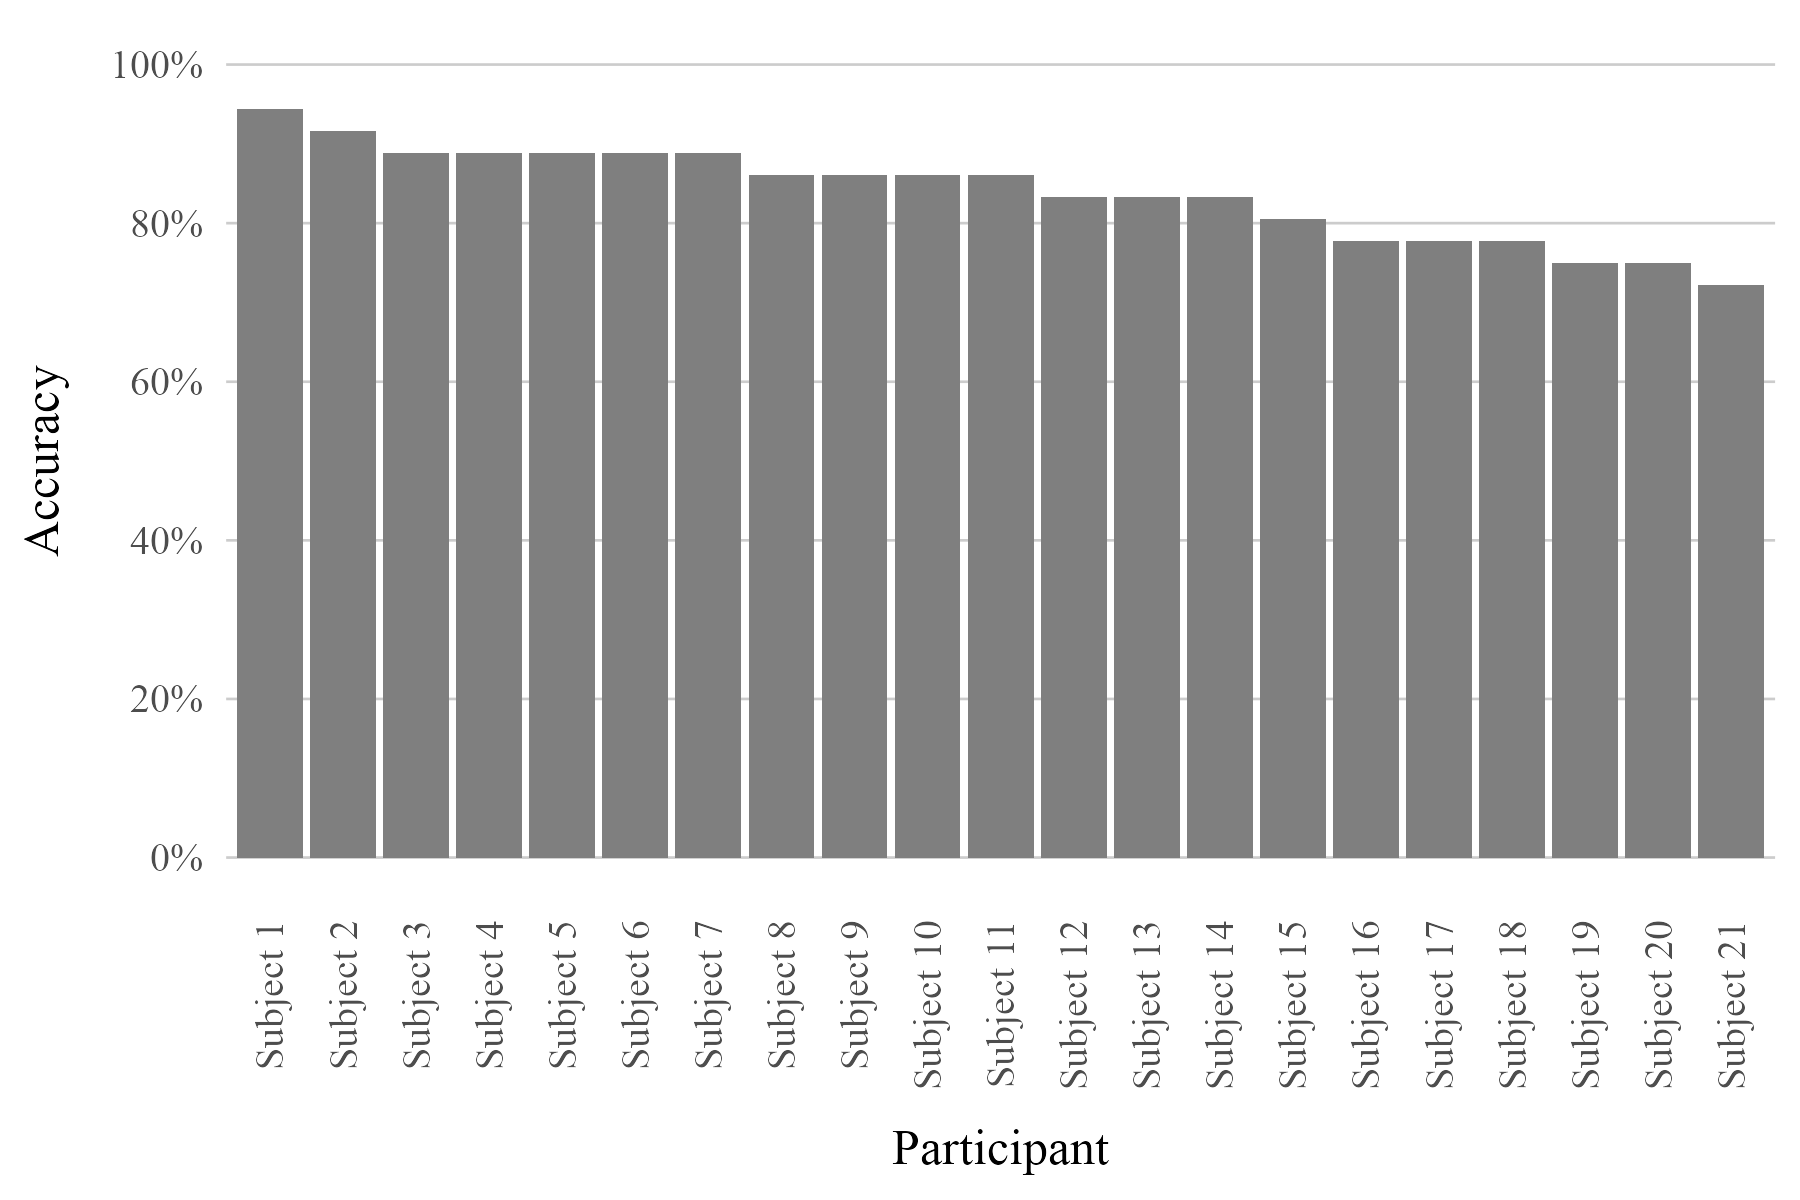 100%
80%
60%
40%
20%
0%
Accuracy
Subject 1
Subject 2
Subject 3
Subject 4
Subject 5
Subject 6
Subject 7
Subject 8
Subject 9
Subject 10
Subject 11
Subject 12
Subject 13
Subject 14
Subject 15
Subject 16
Subject 17
Subject 18
Subject 19
Subject 20
Subject 21
Participant